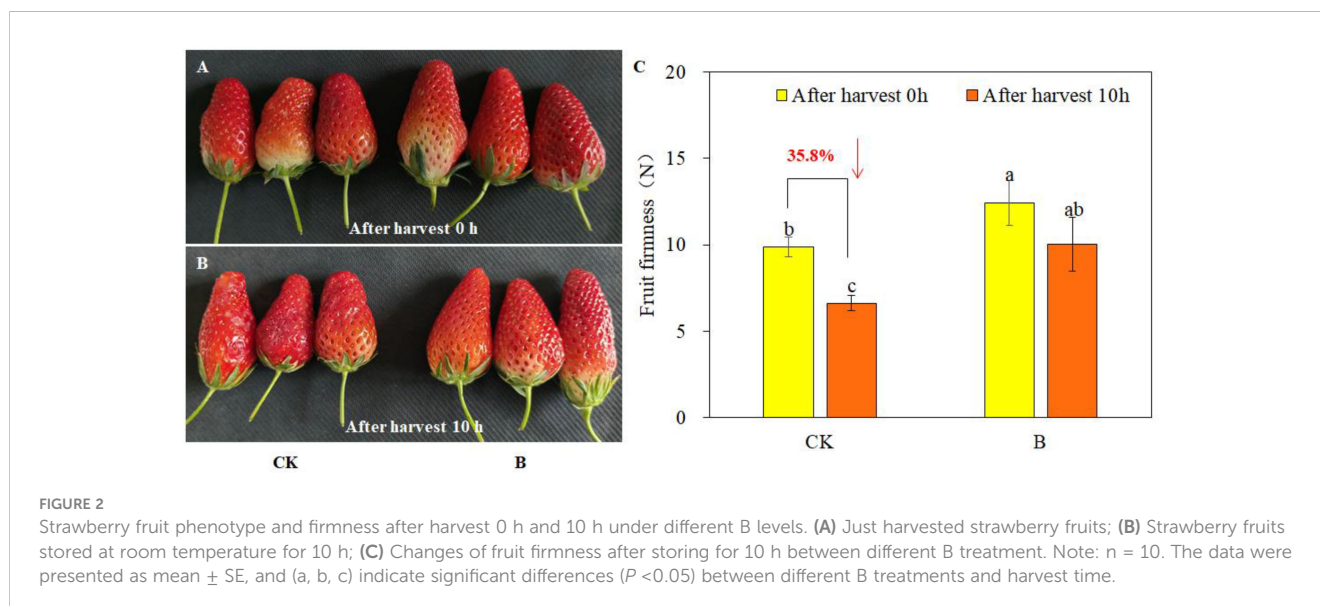 A
After harvest 0 h
B
After harvest 10 h
CK B
C
20
15
10
5
0
Fruit firmness（N）
After harvest 0h After harvest 10h
35.8%
b
c
a
ab
CK B
FIGURE 2
Strawberry fruit phenotype and firmness after harvest 0 h and 10 h under different B levels. (A) Just harvested strawberry fruits; (B) Strawberry fruits
stored at room temperature for 10 h; (C) Changes of fruit firmness after storing for 10 h between different B treatment. Note: n = 10. The data were
presented as mean ± SE, and (a, b, c) indicate significant differences (P <0.05) between different B treatments and harvest time.